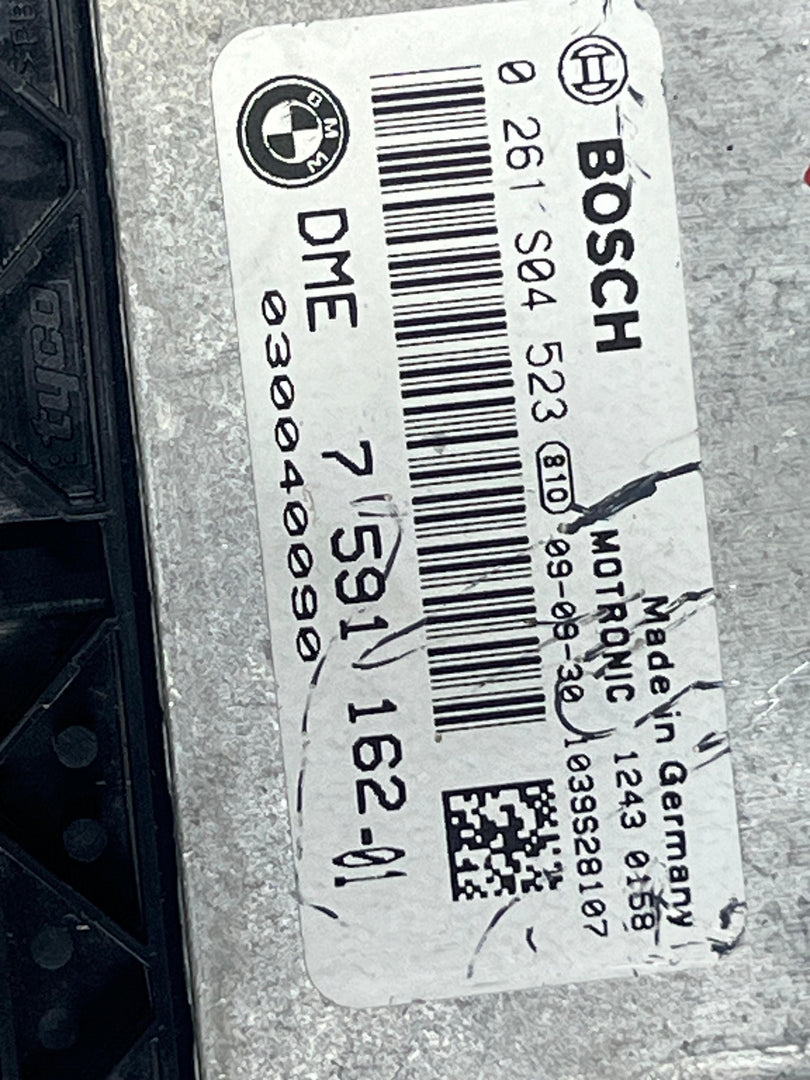 BOSCH
MOTRONIC 1243 0158
Made in Germany
0 261 S04 523 810 09-09-30 1039S28107
BMW
DME 7 591 162-01
0300400S0
tyco